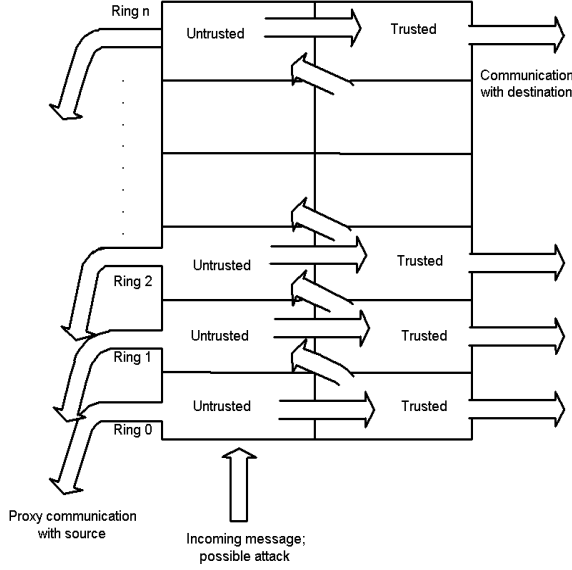 Ring n
Untrusted
Trusted
Communication
with destination
Untrusted
Trusted
Ring 2
Untrusted
Trusted
Ring 1
Untrusted
Trusted
Ring 0
Proxy communication
with source
Incoming message;
possible attack